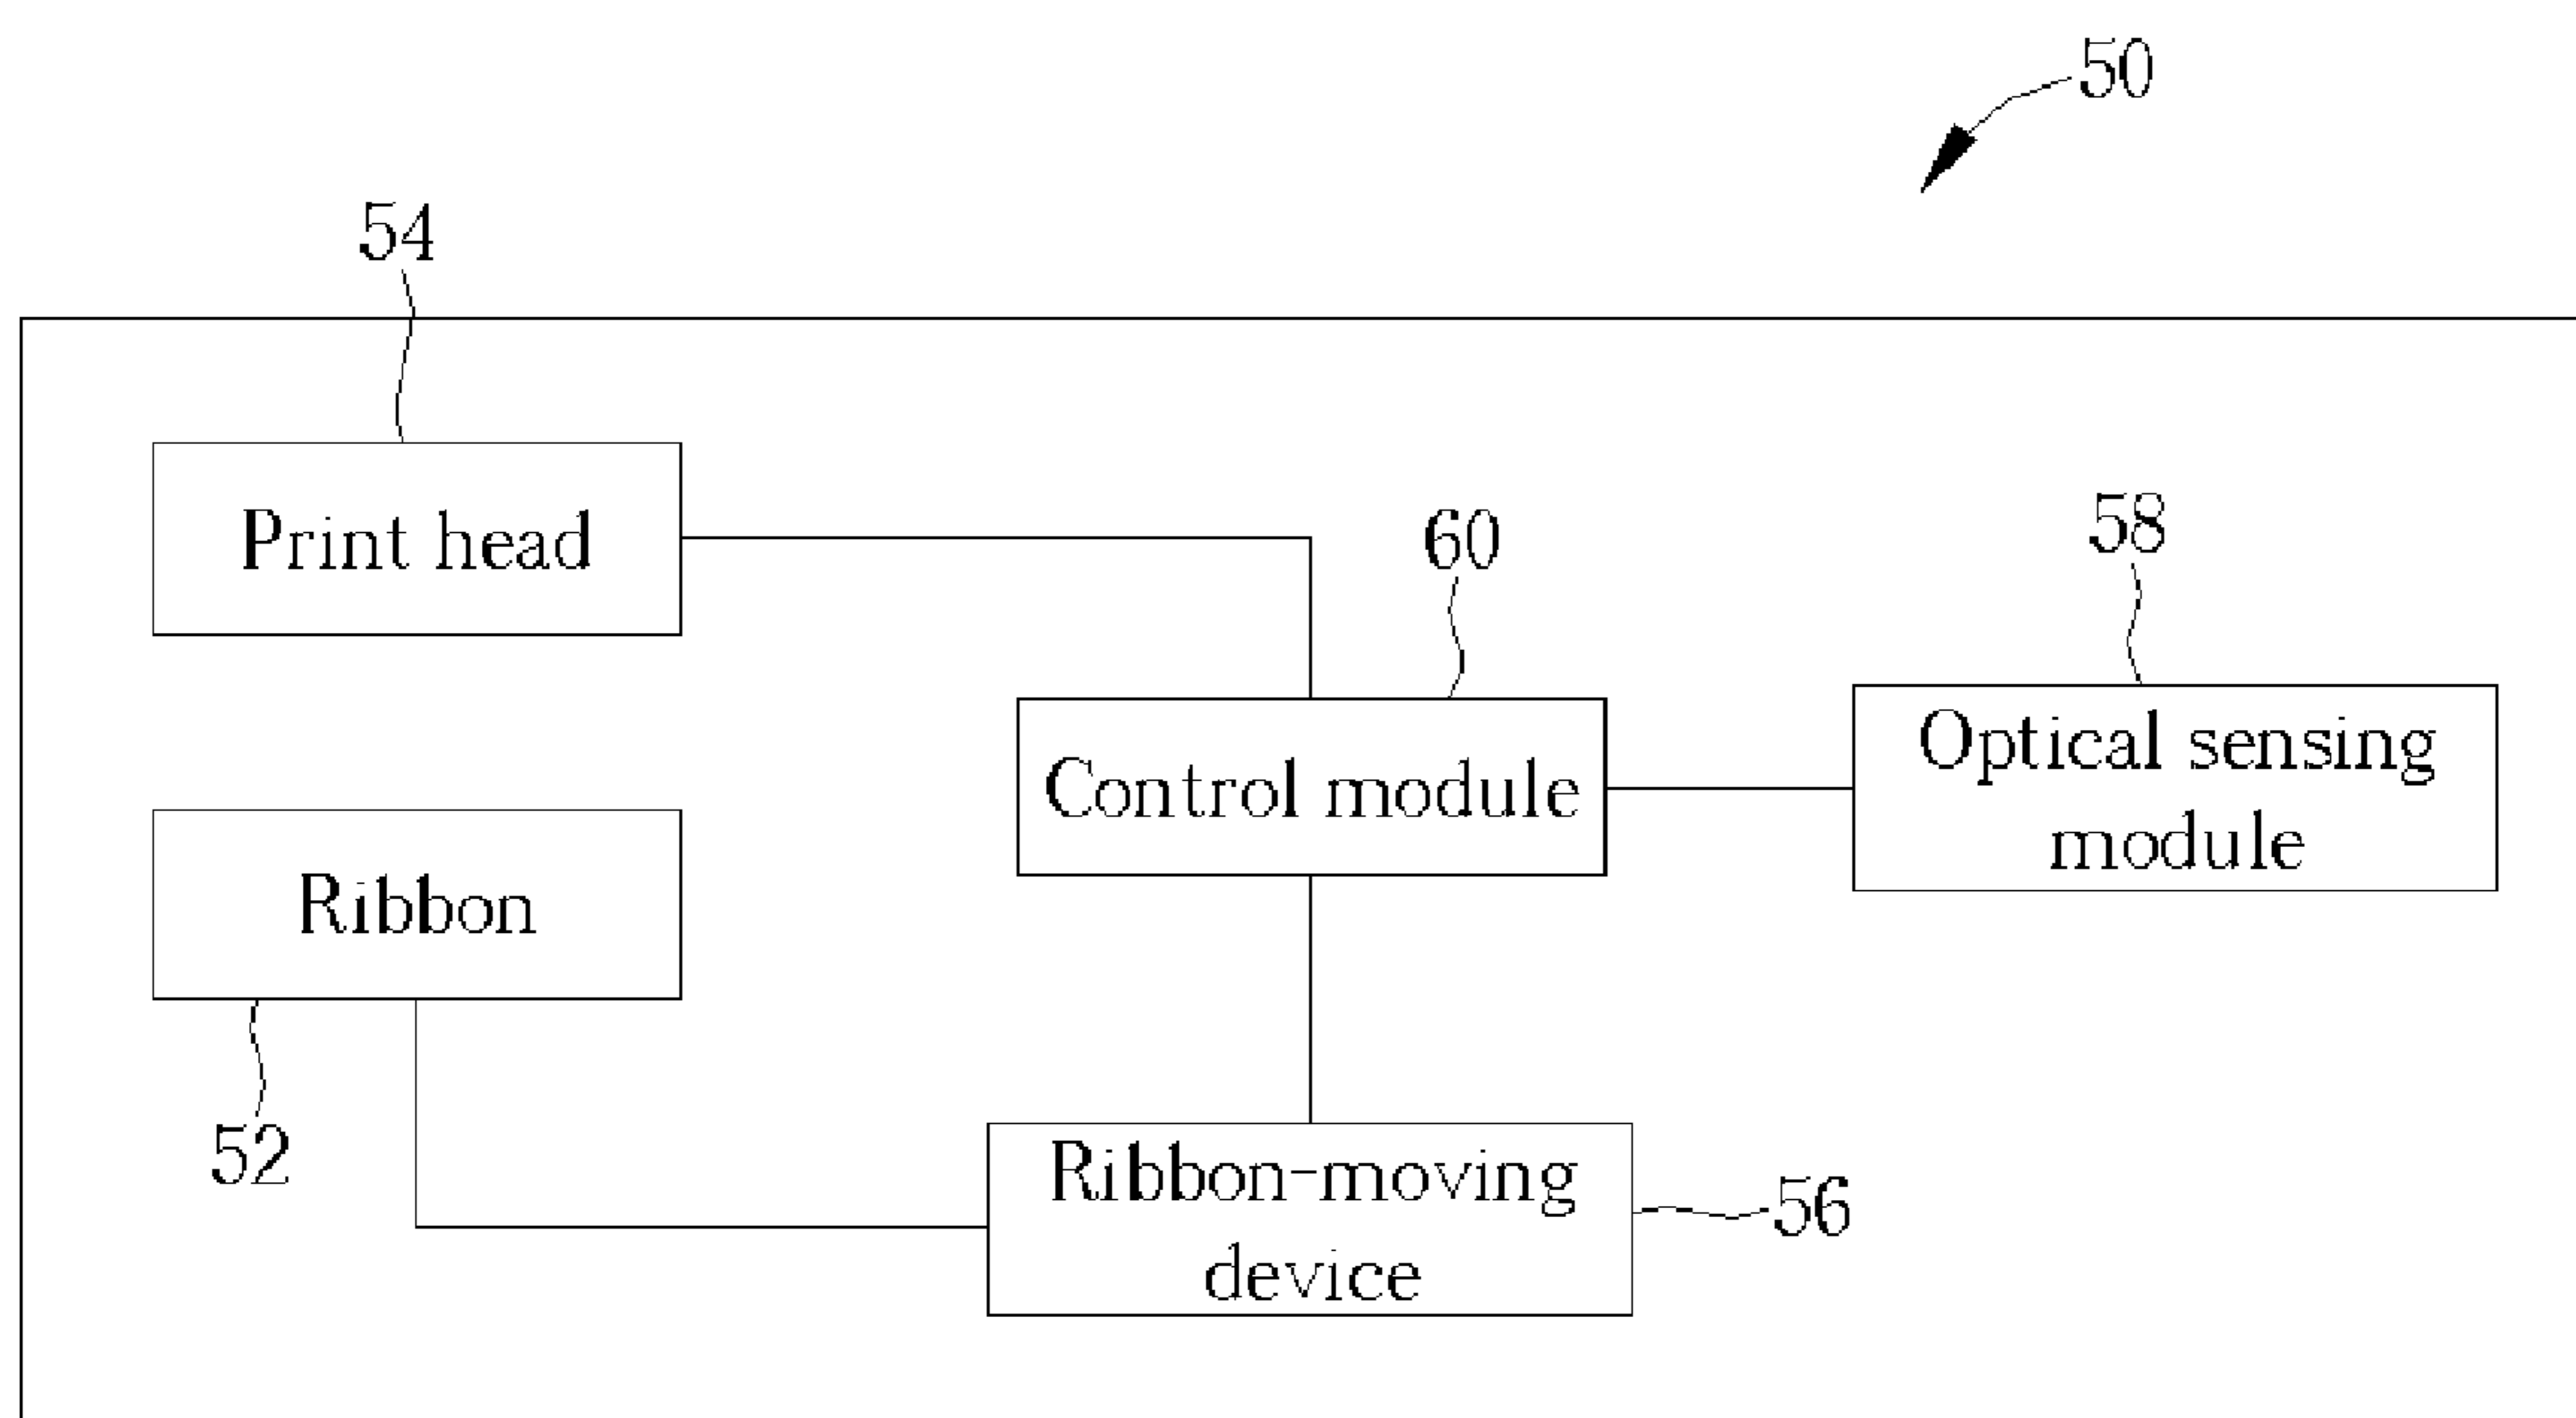 50
54
Print head
60
58
Control module
Optical sensing
module
Ribbon
52
Ribbon-moving
device
56